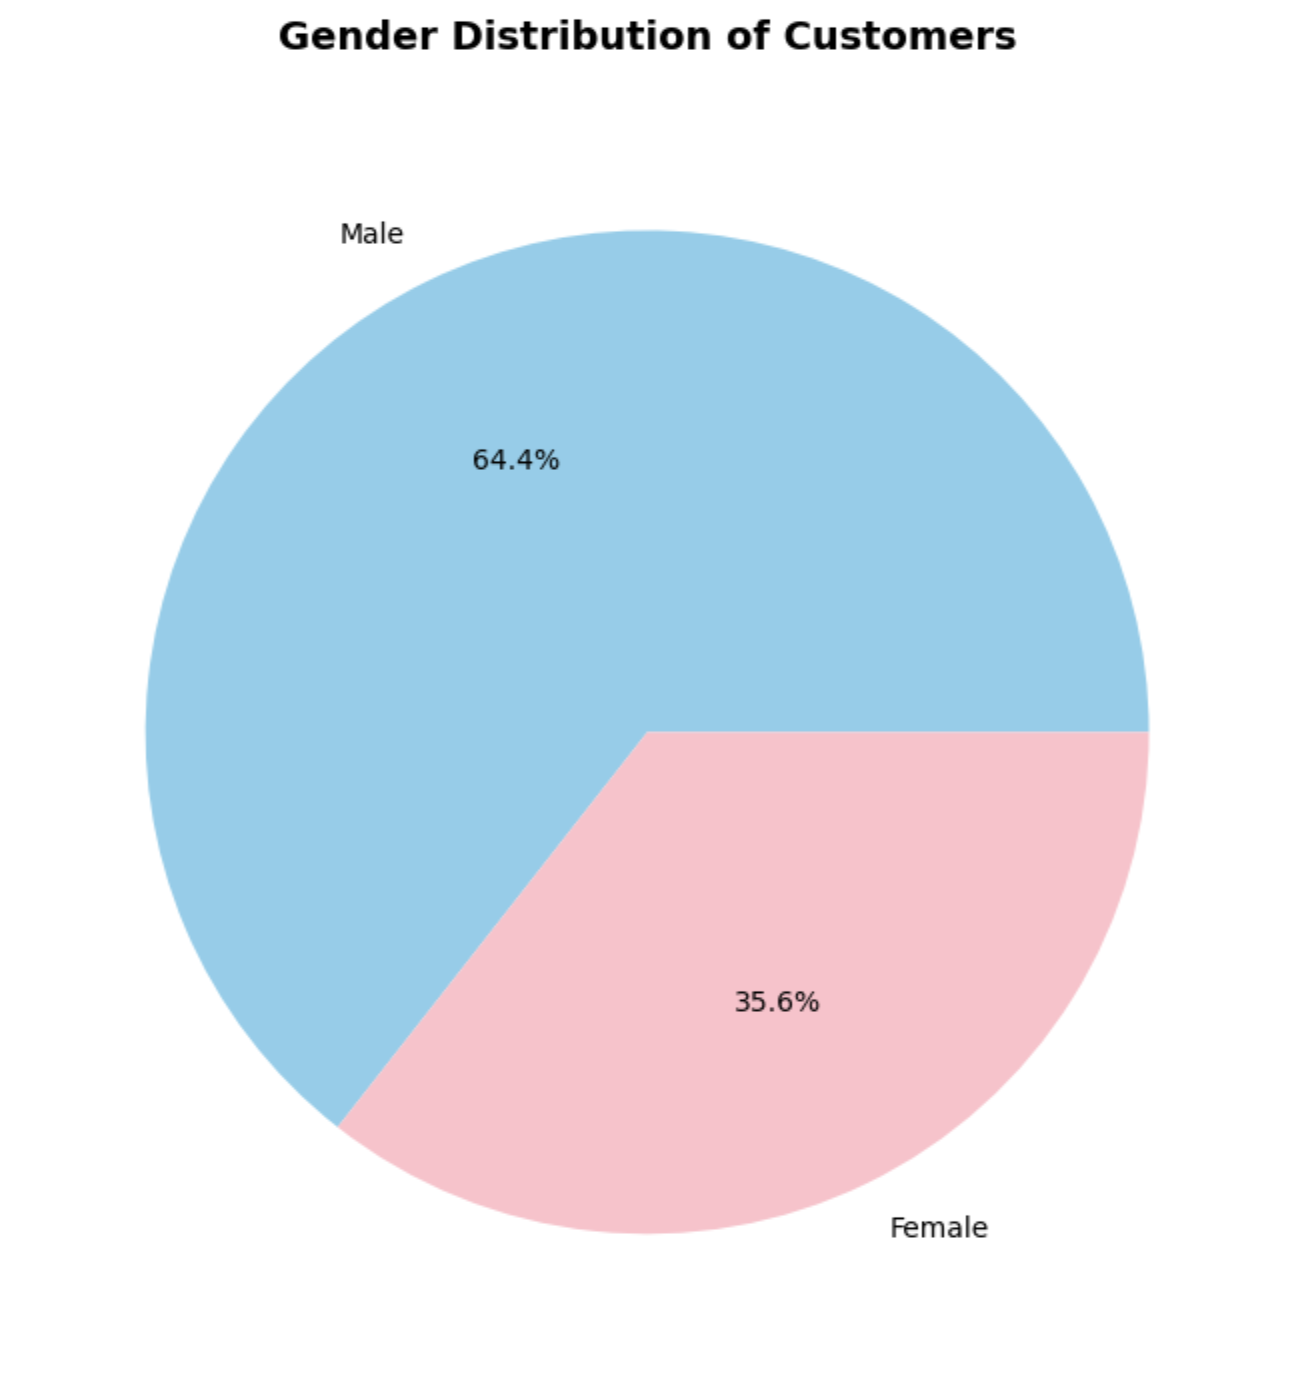 Gender Distribution of Customers
Male
64.4%
35.6%
Female